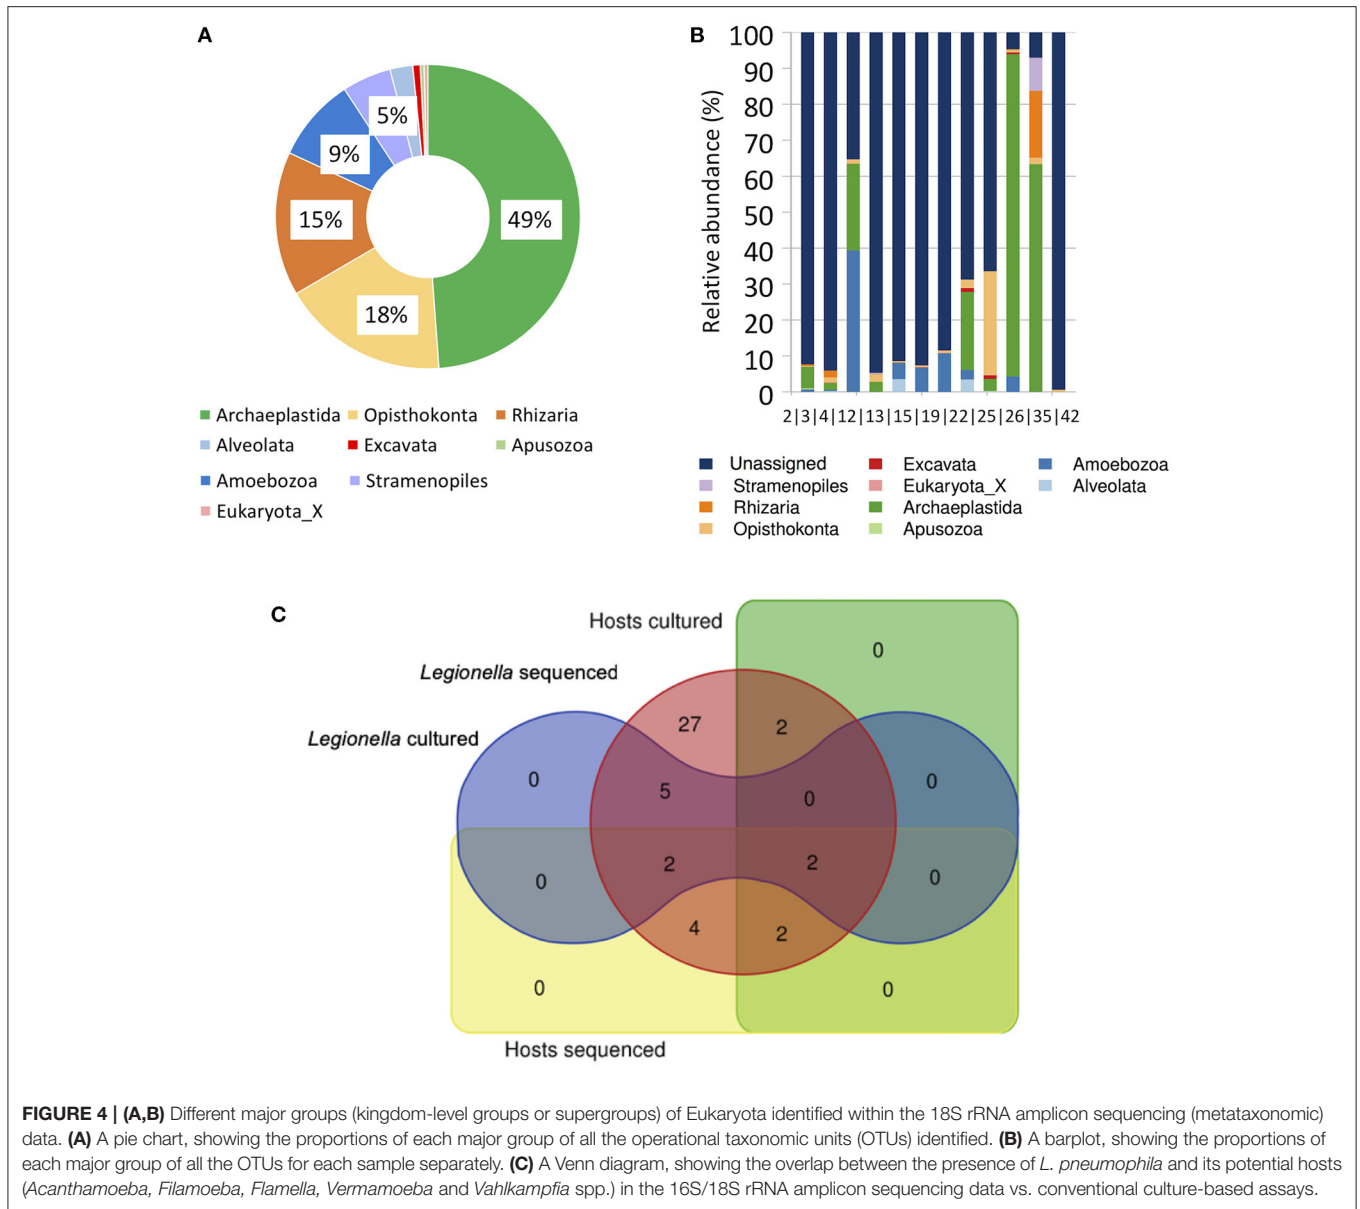 A
5%
9%
15%
49%
18%
Archaeplastida Opisthokonta Rhizaria
Alveolata Excavata Apusozoa
Amoebozoa Stramenopiles
Eukaryota_X
B
Relative abundance (%)
100
90
80
70
60
50
40
30
20
10
0
2|3|4|12|13|15|19|22|25|26|35|42
Unassigned Excavata Amoebozoa
Stramenopiles Eukaryota_X Alveolata
Rhizaria Archaeplastida
Opisthokonta Apusozoa
C
Hosts cultured
0
Legionella sequenced
27 2
Legionella cultured
0 5 0 0
0 2 2 0
4 2
0 0
Hosts sequenced
FIGURE 4 | (A,B) Different major groups (kingdom-level groups or supergroups) of Eukaryota identified within the 18S rRNA amplicon sequencing (metataxonomic)
data. (A) A pie chart, showing the proportions of each major group of all the operational taxonomic units (OTUs) identified. (B) A barplot, showing the proportions of
each major group of all the OTUs for each sample separately. (C) A Venn diagram, showing the overlap between the presence of L. pneumophila and its potential hosts
(Acanthamoeba, Filamoeba, Flamella, Vermamoeba and Vahlkampfia spp.) in the 16S/18S rRNA amplicon sequencing data vs. conventional culture-based assays.